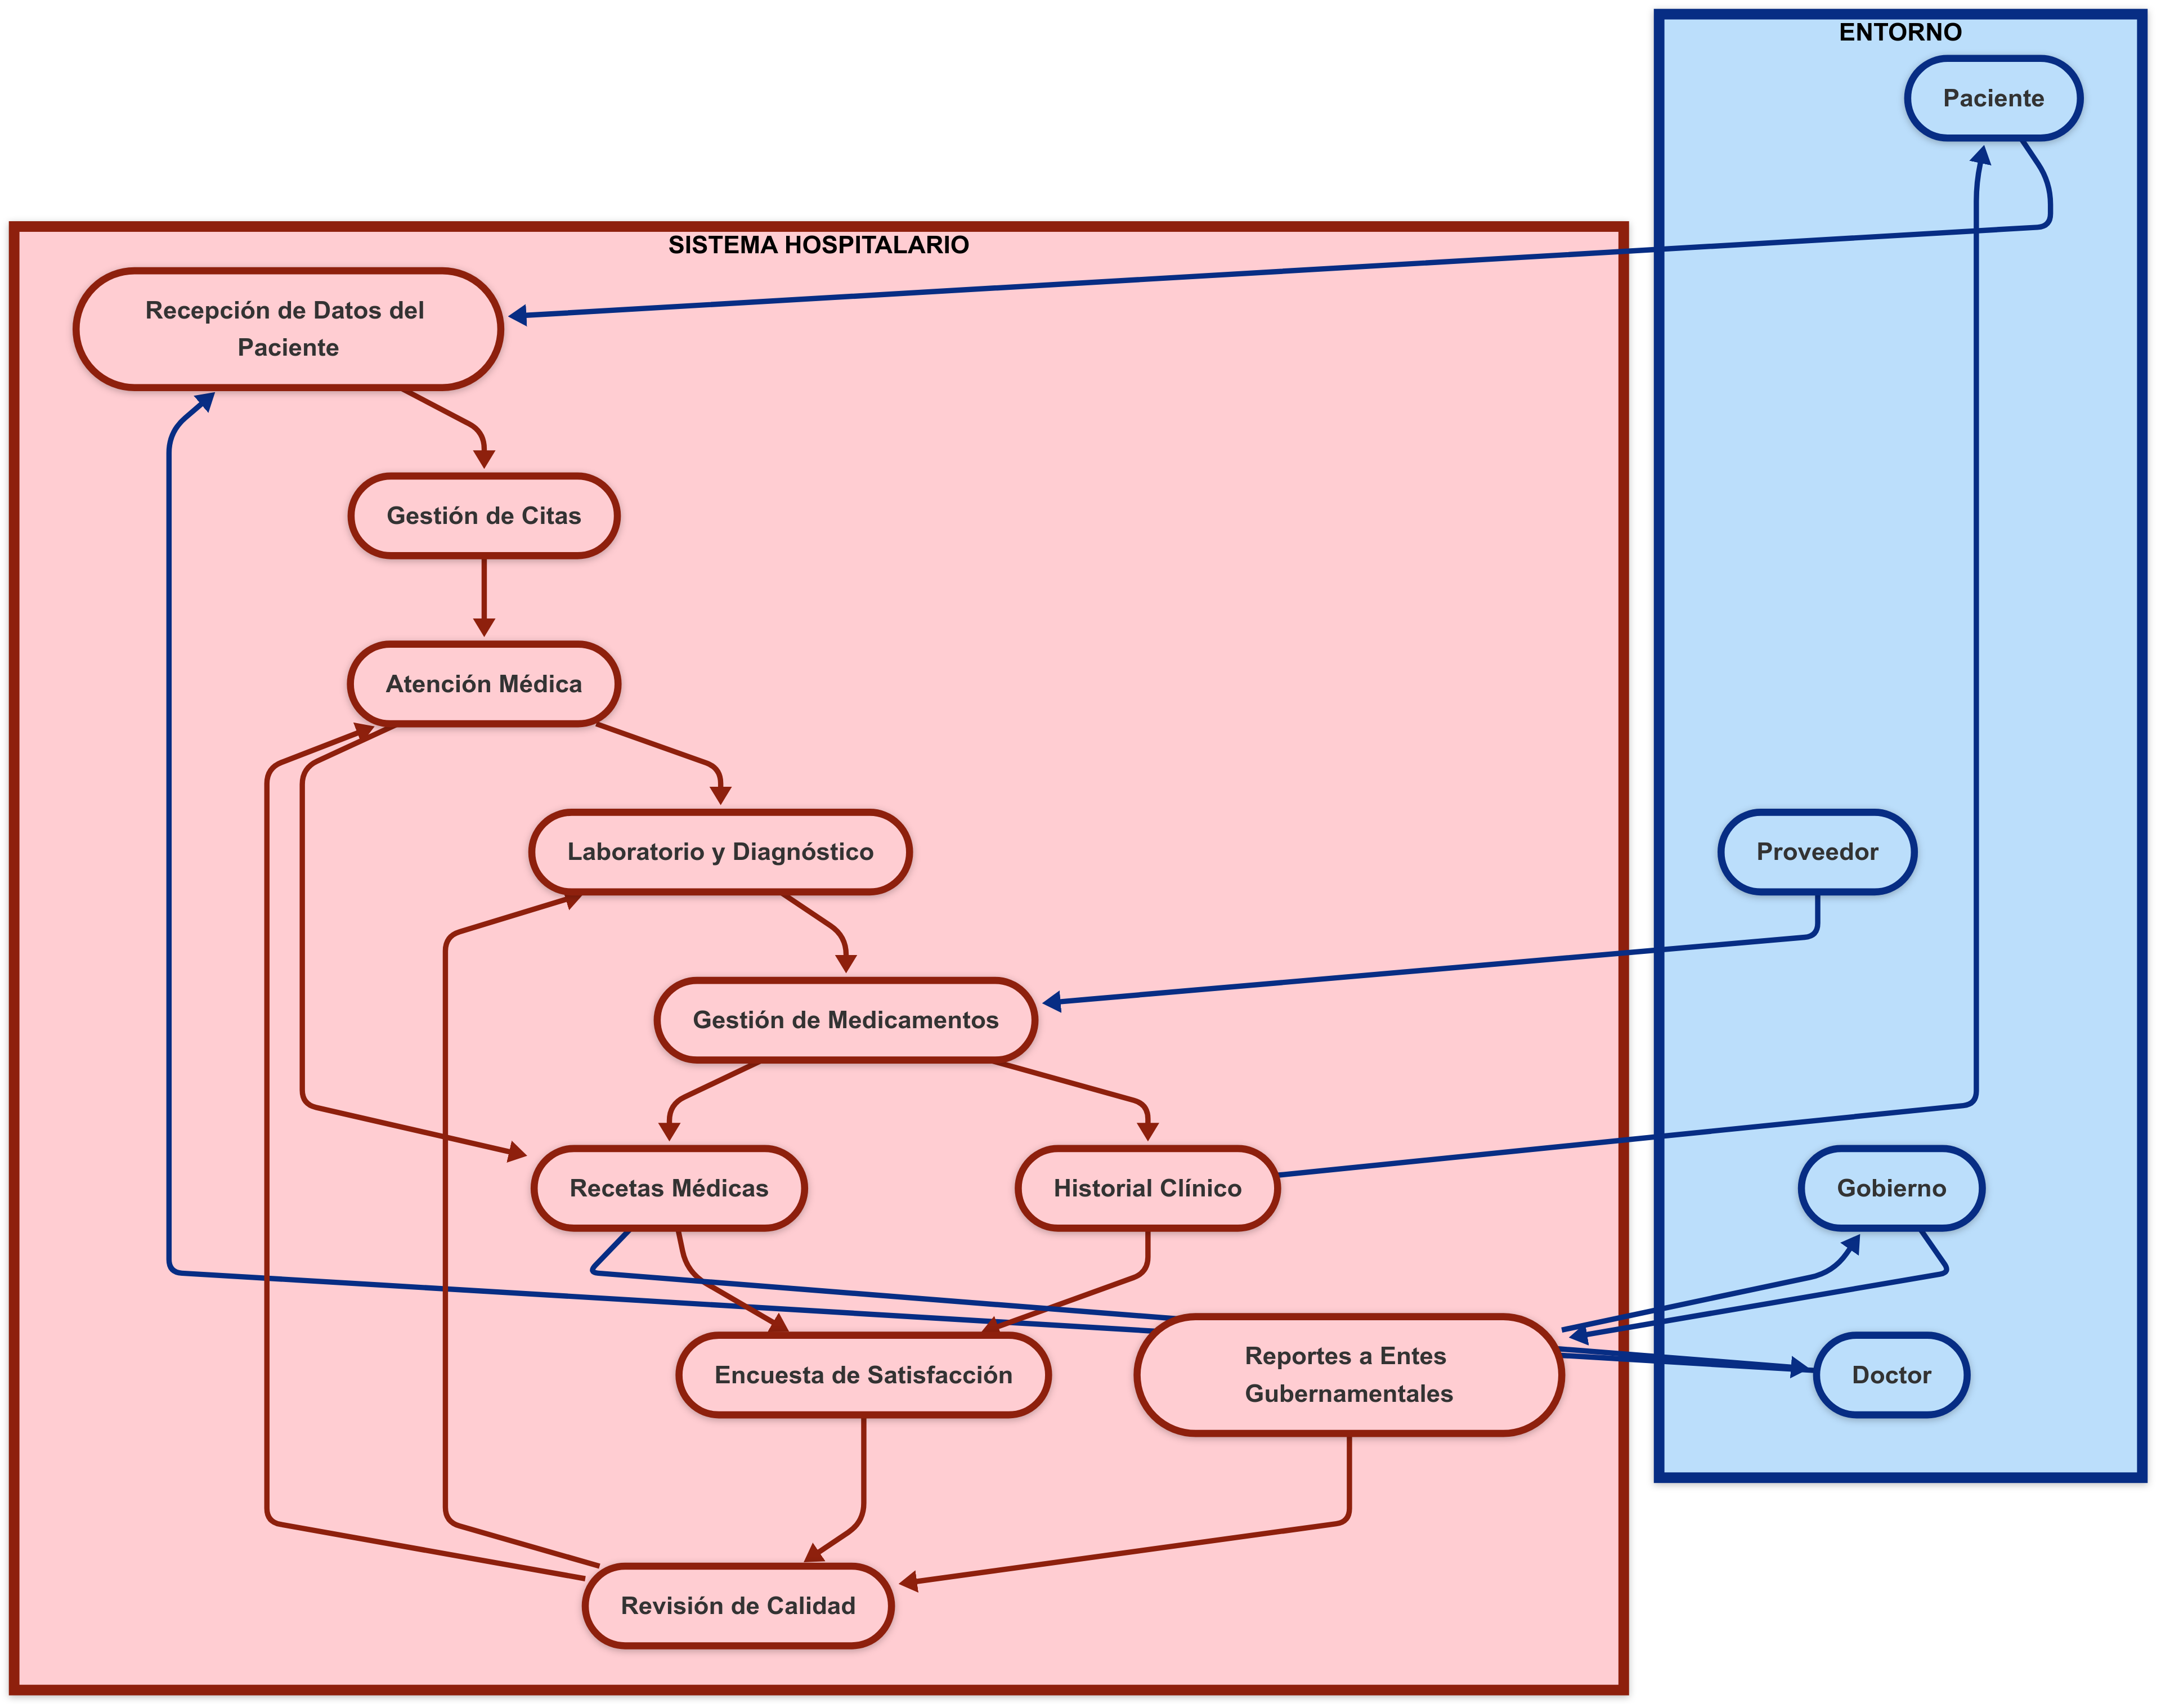 ENTORNO
Paciente
SISTEMA HOSPITALARIO
Recepción de Datos del
Paciente
Gestión de Citas
Atención Médica
Laboratorio y Diagnóstico
Proveedor
Gestión de Medicamentos
Recetas Médicas
Historial Clínico
Gobierno
Encuesta de Satisfacción
Reportes a Entes
Gubernamentales
Doctor
Revisión de Calidad